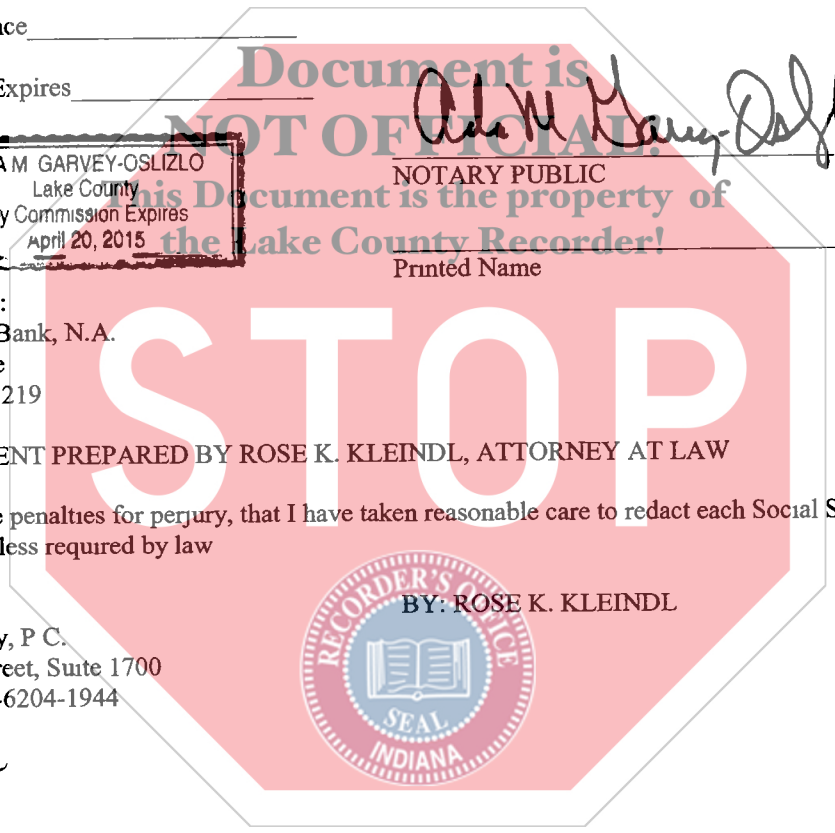 nce
Document is
Expires
NOT OFFICIAL!
A M GARVEY-OSLIZLO
Lake County
y Commission Expires
April 20, 2015
NOTARY PUBLIC
This Document is the property of
the Lake County Recorder!
Printed Name
:
Bank, N.A.
e
219
STOP
ENT PREPARED BY ROSE K. KLEINDL, ATTORNEY AT LAW
e penalties for perjury, that I have taken reasonable care to redact each Social S
less required by law
RECORDER'S OFFICE
SEAL
INDIANA
BY: ROSE K. KLEINDL
y, P C.
reet, Suite 1700
-6204-1944